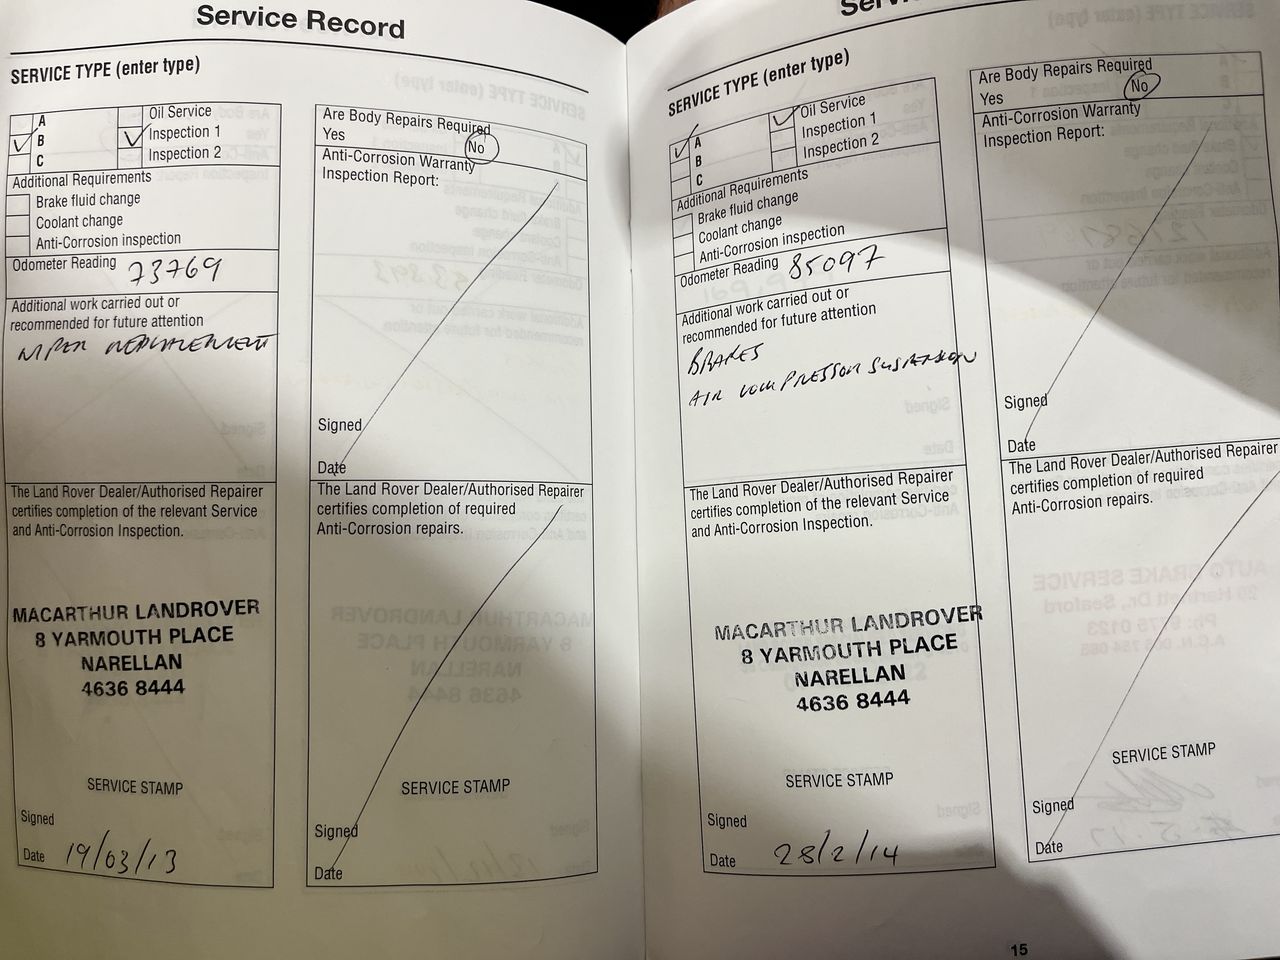 Service Record
SERVICE TYPE (enter type)
A
B
C
Oil Service
Inspection 1
Inspection 2
Additional Requirements
Brake fluid change
Coolant change
Anti-Corrosion inspection
Odometer Reading 73769
Additional work carried out or
recommended for future attention
WIPER REPLACEMENT
The Land Rover Dealer/Authorised Repairer
certifies completion of the relevant Service
and Anti-Corrosion Inspection.
MACARTHUR LANDROVER
8 YARMOUTH PLACE
NARELLAN
4636 8444
SERVICE STAMP
Signed
Date 19/03/13
Are Body Repairs Required
Yes No
Anti-Corrosion Warranty
Inspection Report:
Signed
Date
The Land Rover Dealer/Authorised Repairer
certifies completion of required
Anti-Corrosion repairs.
SERVICE STAMP
Signed
Date
SERVICE TYPE (enter type)
A
B
C
Oil Service
Inspection 1
Inspection 2
Additional Requirements
Brake fluid change
Coolant change
Anti-Corrosion inspection
Odometer Reading 85097
Additional work carried out or
recommended for future attention
BRAKES
AIR COMPRESSOR SUSPENSION
The Land Rover Dealer/Authorised Repairer
certifies completion of the relevant Service
and Anti-Corrosion Inspection.
MACARTHUR LANDROVER
8 YARMOUTH PLACE
NARELLAN
4636 8444
SERVICE STAMP
Signed
Date 28/2/14
Are Body Repairs Required
Yes No
Anti-Corrosion Warranty
Inspection Report:
Signed
Date
The Land Rover Dealer/Authorised Repairer
certifies completion of required
Anti-Corrosion repairs.
SERVICE STAMP
Signed
Date
15